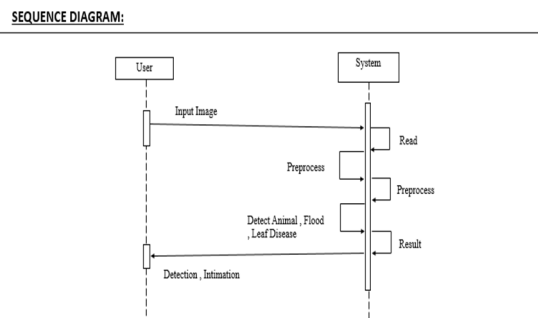 SEQUENCE DIAGRAM:
User
System
Input Image
Read
Preprocess
Preprocess
Detect Animal , Flood
, Leaf Disease
Result
Detection , Intimation